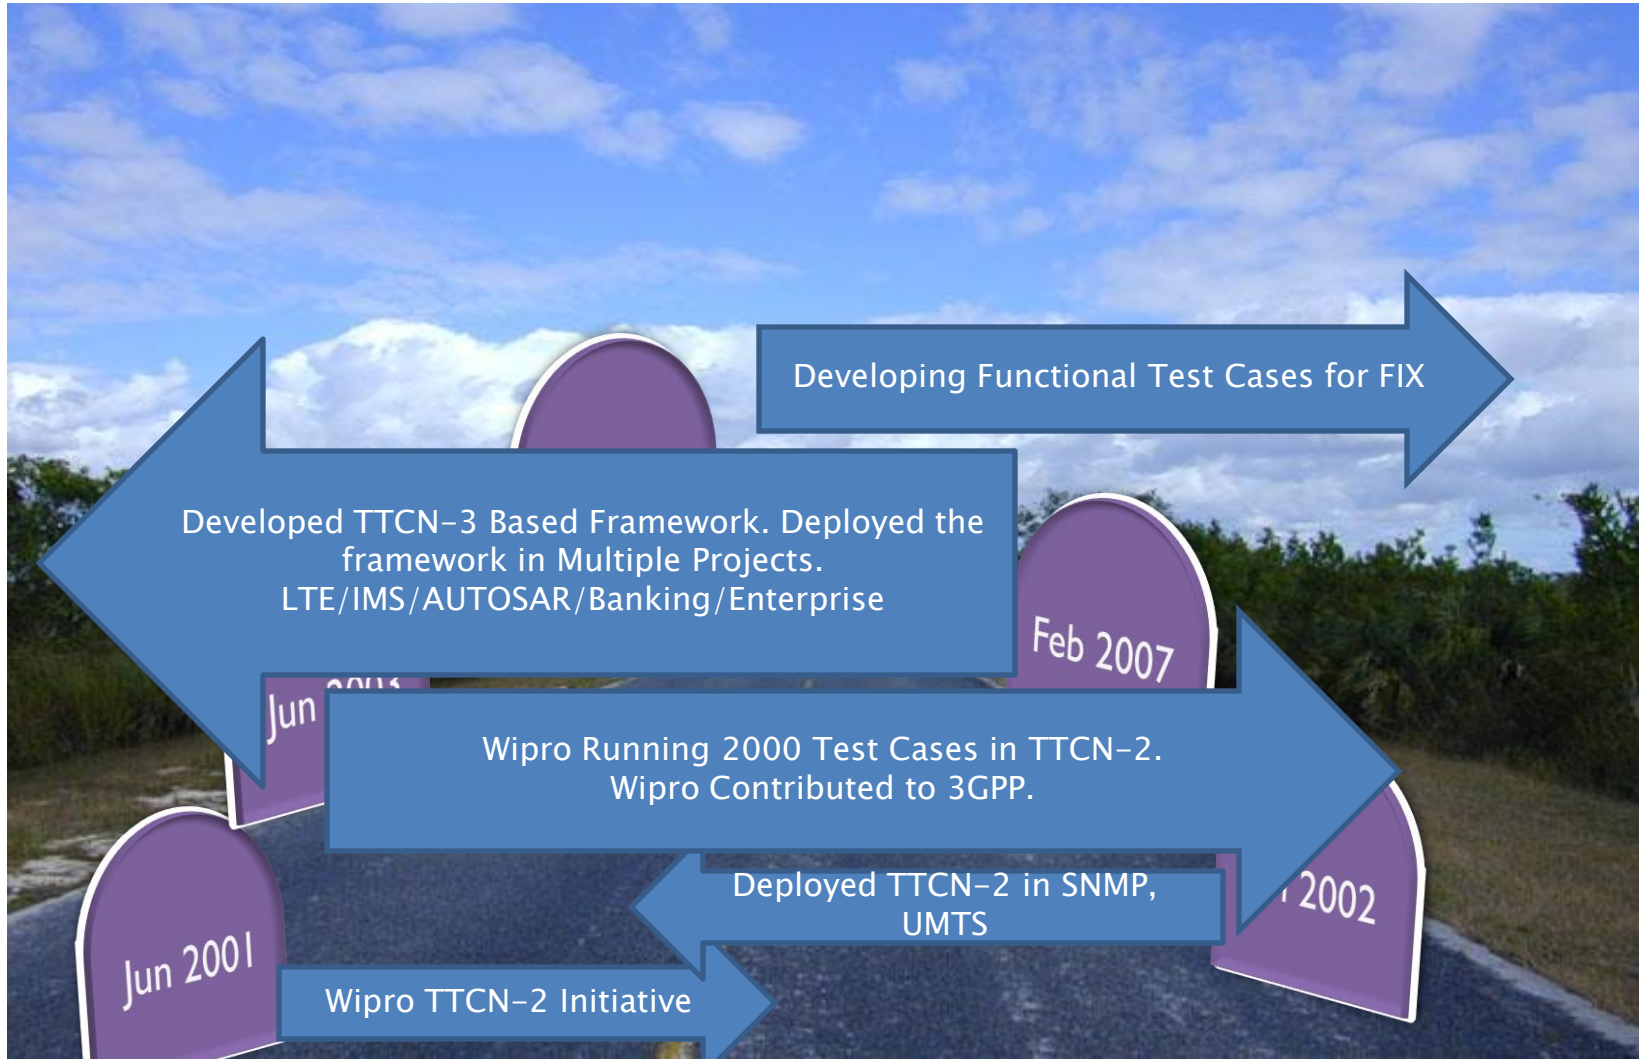 Developing Functional Test Cases for FIX
Developed TTCN-3 Based Framework. Deployed the
framework in Multiple Projects.
LTE/IMS/AUTOSAR/Banking/Enterprise
Feb 2007
Jun 2003
Wipro Running 2000 Test Cases in TTCN-2.
Wipro Contributed to 3GPP.
Deployed TTCN-2 in SNMP,
UMTS
2002
Jun 2001
Wipro TTCN-2 Initiative